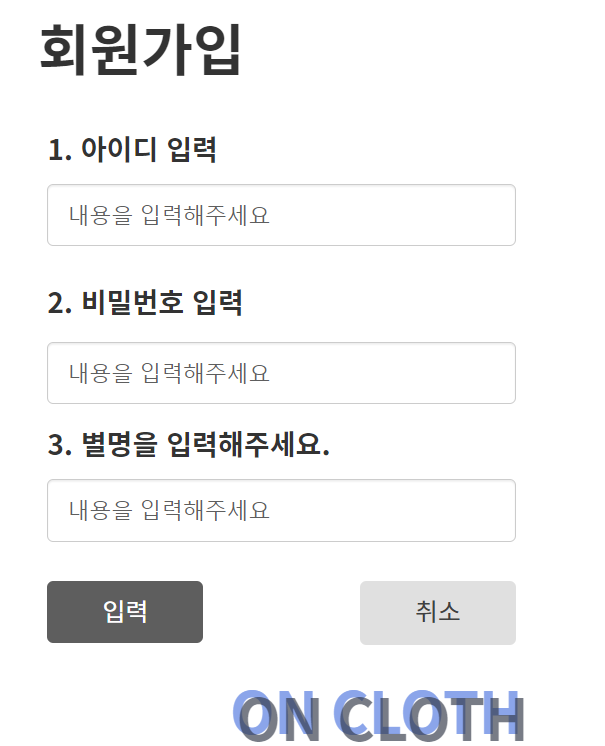 회원가입
1. 아이디 입력
내용을 입력해주세요
2. 비밀번호 입력
내용을 입력해주세요
3. 별명을 입력해주세요.
내용을 입력해주세요
입력 취소
ON CLOTH